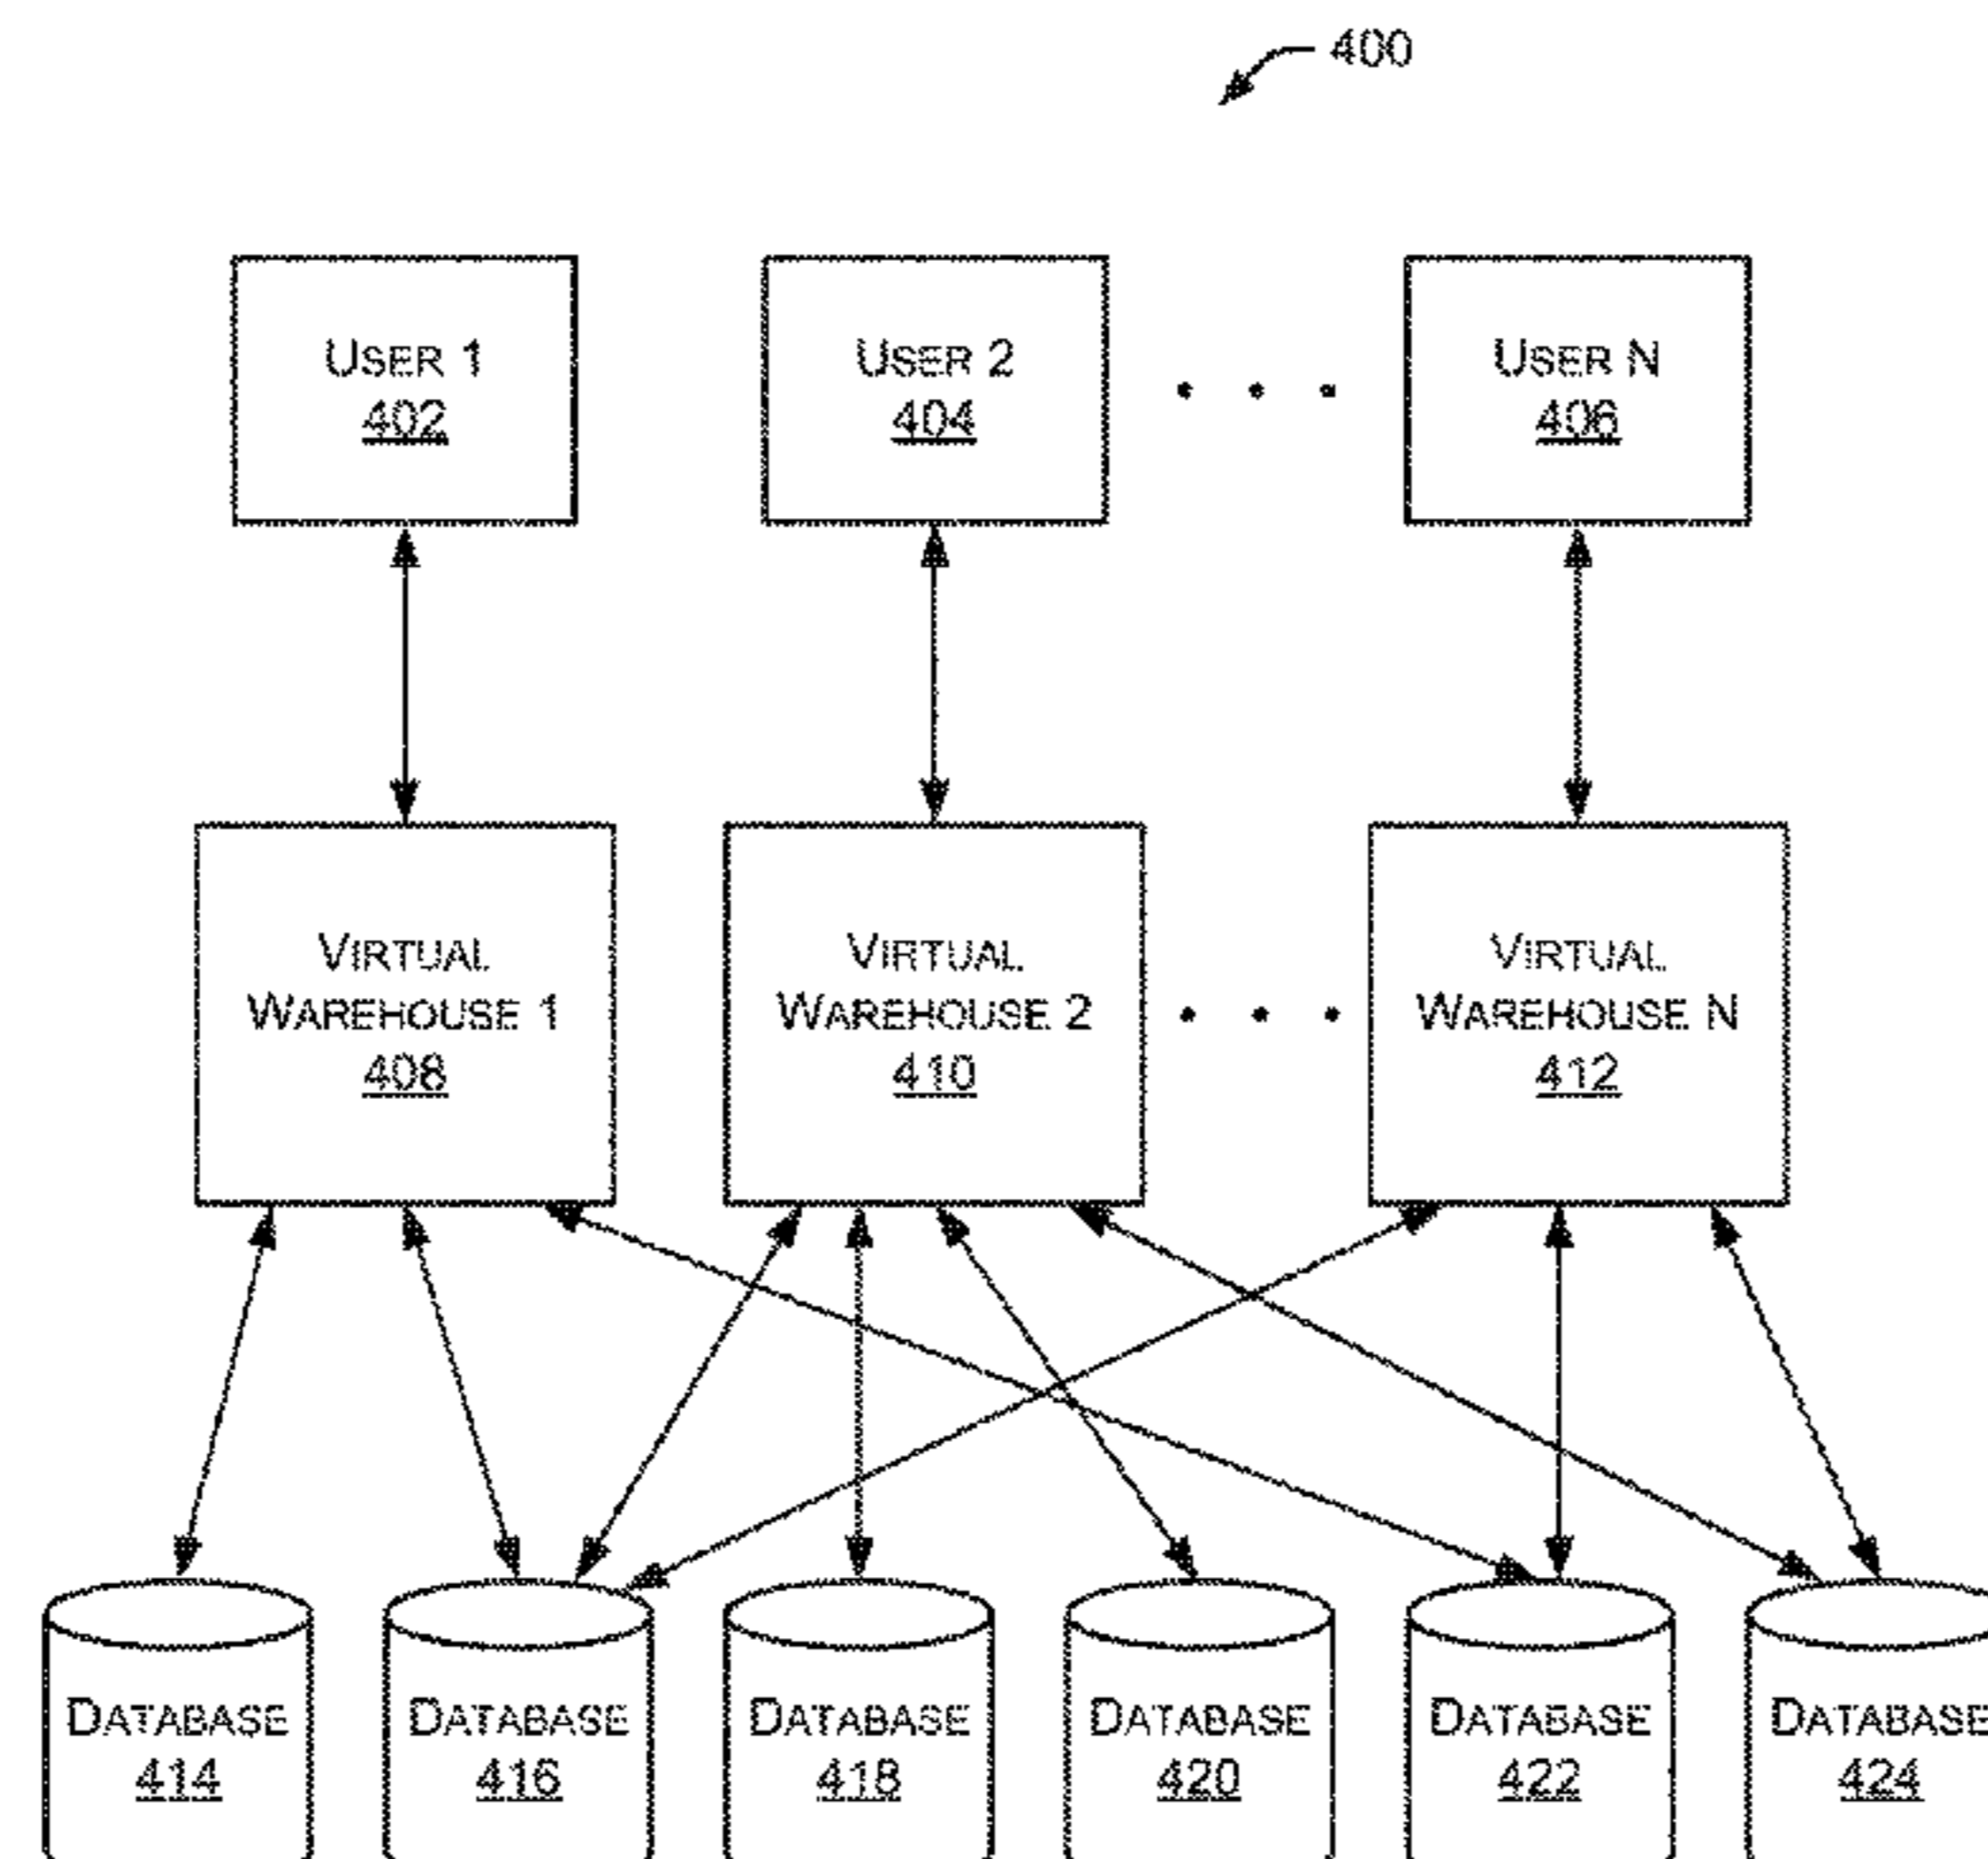 400
USER 1
402
USER 2
404
USER N
406
VIRTUAL
WAREHOUSE 1
408
VIRTUAL
WAREHOUSE 2
410
VIRTUAL
WAREHOUSE N
412
DATABASE
414
DATABASE
416
DATABASE
418
DATABASE
420
DATABASE
422
DATABASE
424